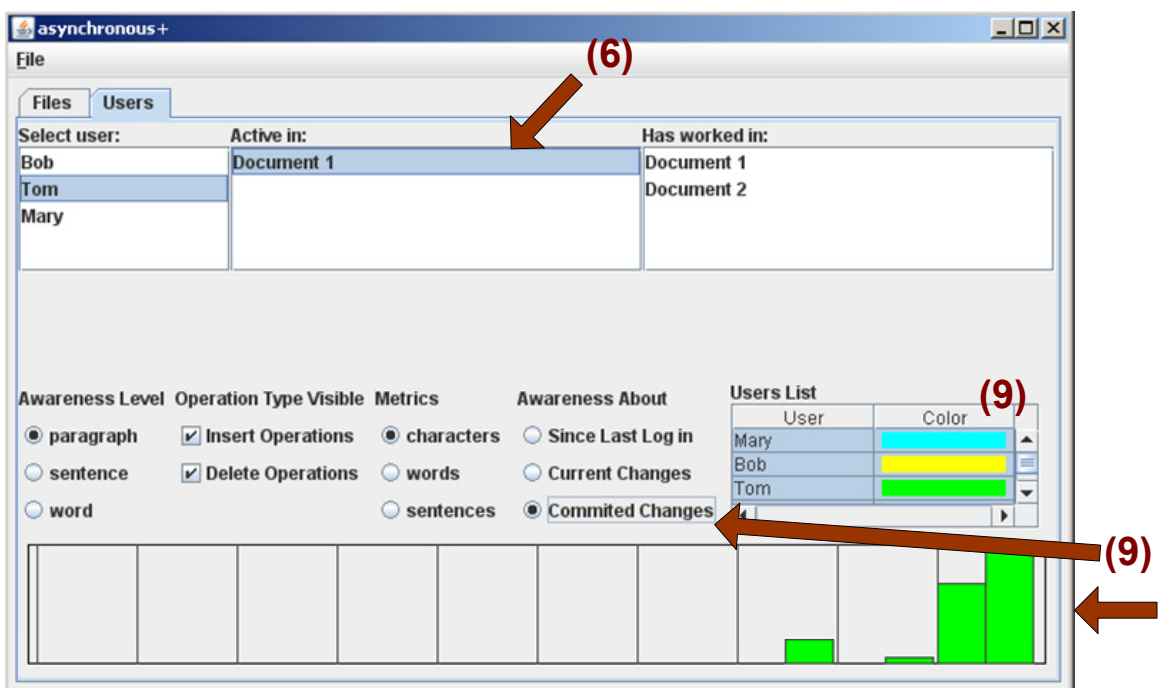 asynchronous+
File
(6)
Files Users
Select user: Active in: Has worked in:
Bob Document 1 Document 1
Tom Document 2
Mary
Awareness Level Operation Type Visible Metrics Awareness About Users List
(9)
User Color
paragraph Insert Operations characters Since Last Log in Mary
sentence Delete Operations words Current Changes Bob
Tom
word sentences Commited Changes
(9)